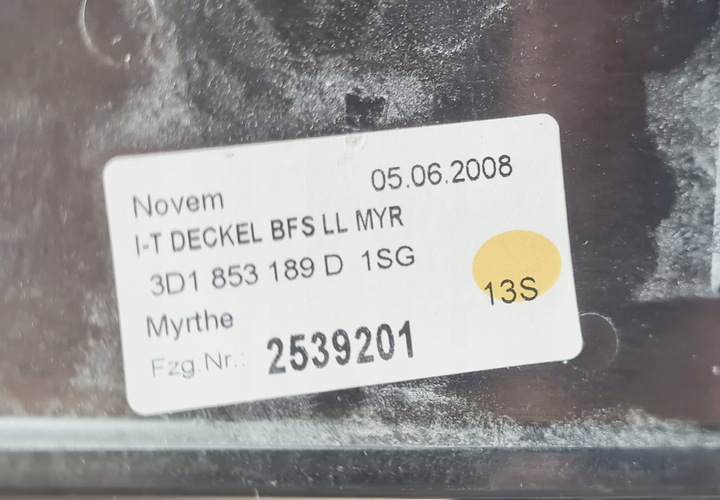 Novem 05.06.2008
I-T DECKEL BFS LL MYR
3D1 853 189 D 1SG
13S
Myrthe
Fzg.Nr.: 2539201